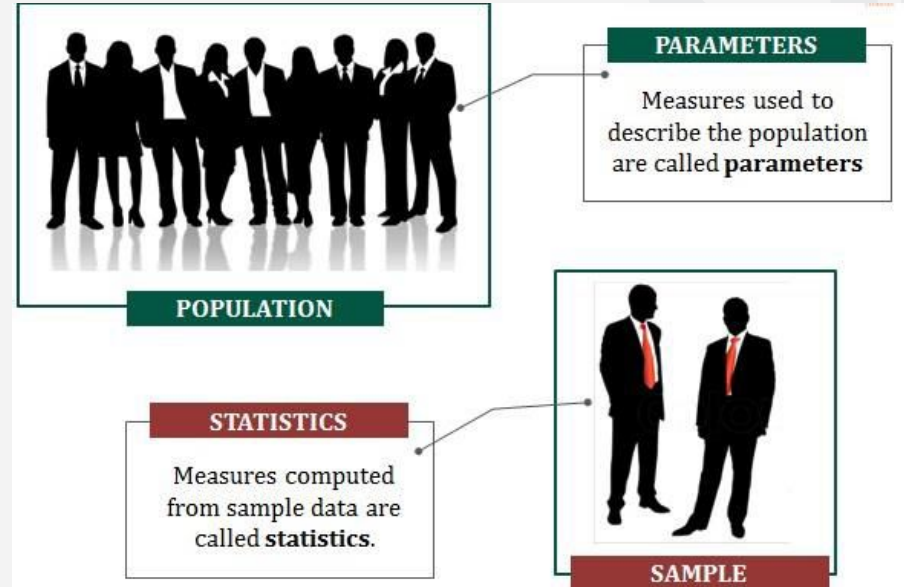 PARAMETERS
Measures used to
describe the population
are called parameters
POPULATION
STATISTICS
Measures computed
from sample data are
called statistics.
SAMPLE